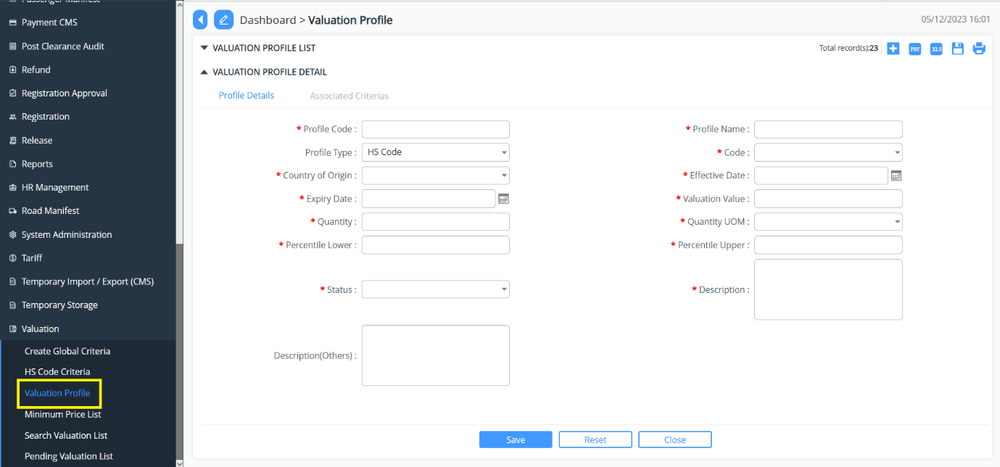 Passenger Manifest
Payment CMS
Post Clearance Audit
Refund
Registration Approval
Registration
Release
Reports
HR Management
Road Manifest
System Administration
Tariff
Temporary Import / Export (CMS)
Temporary Storage
Valuation
Create Global Criteria
HS Code Criteria
Valuation Profile
Minimum Price List
Search Valuation List
Pending Valuation List
Dashboard > Valuation Profile
05/12/2023 16:01
VALUATION PROFILE LIST
Total record(s):23
PDF
XLS
VALUATION PROFILE DETAIL
Profile Details
Associated Criterias
* Profile Code :
* Profile Name :
Profile Type :
HS Code
* Code :
* Country of Origin :
* Effective Date :
* Expiry Date :
* Valuation Value :
* Quantity :
* Quantity UOM :
* Percentile Lower :
* Percentile Upper :
* Status :
* Description :
Description(Others) :
Save
Reset
Close